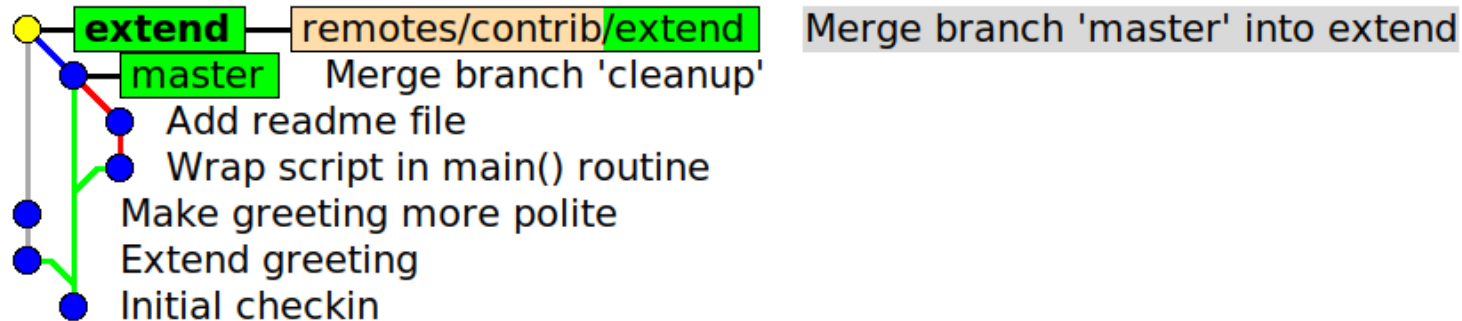 extend remotes/contrib/extend Merge branch 'master' into extend
master Merge branch 'cleanup'
Add readme file
Wrap script in main() routine
Make greeting more polite
Extend greeting
Initial checkin